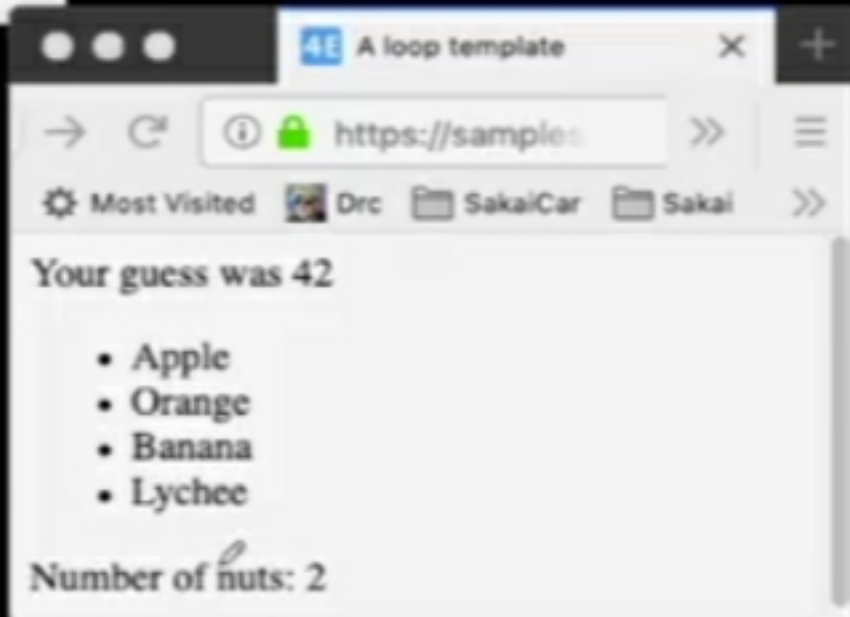 4E A loop template
https://samples
Most Visited Drc SakaiCar Sakai
Your guess was 42
• Apple
• Orange
• Banana
• Lychee
Number of nuts: 2